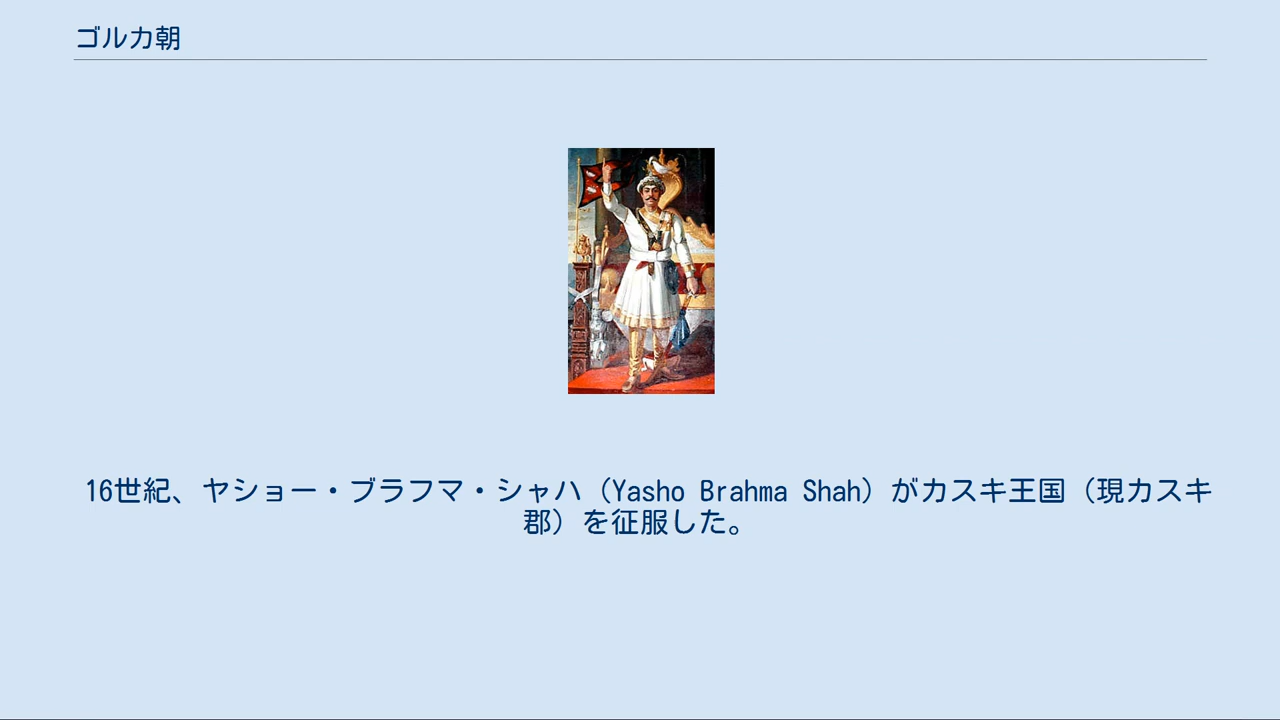 ゴルカ朝
16世紀、ヤショー・ブラフマ・シャハ（Yasho Brahma Shah）がカスキ王国（現カスキ
郡）を征服した。